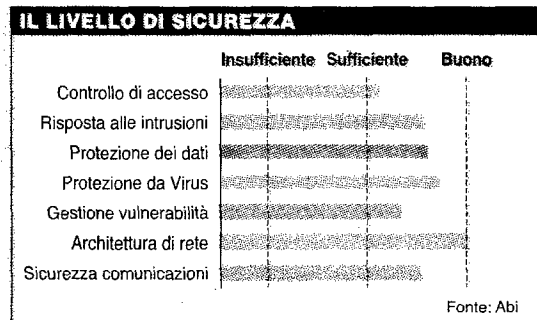 IL LIVELLO DI SICUREZZA
Insufficiente Sufficiente Buono
Controllo di accesso
Risposta alle intrusioni
Protezione dei dati
Protezione da Virus
Gestione vulnerabilità
Architettura di rete
Sicurezza comunicazioni
Fonte: Abi